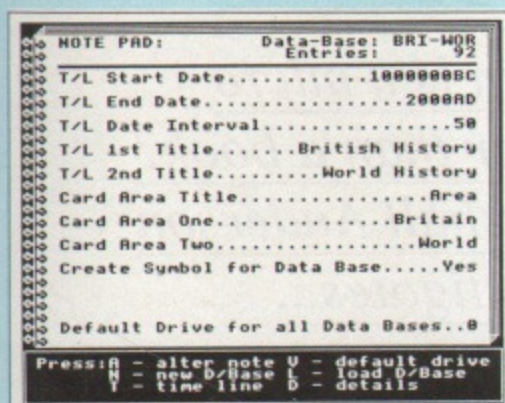 NOTE PAD: Data-Base: BRI-WOR
Entries: 92
T/L Start Date............1000000BC
T/L End Date..................2000AD
T/L Date Interval................50
T/L 1st Title.......British History
T/L 2nd Title.........World History
Card Area Title.................Area
Card Area One................Britain
Card Area Two..................World
Create Symbol for Data Base.....Yes
Default Drive for all Data Bases..0
Press:A - alter note V - default drive
N - new D/Base L - load D/Base
T - time line D - details